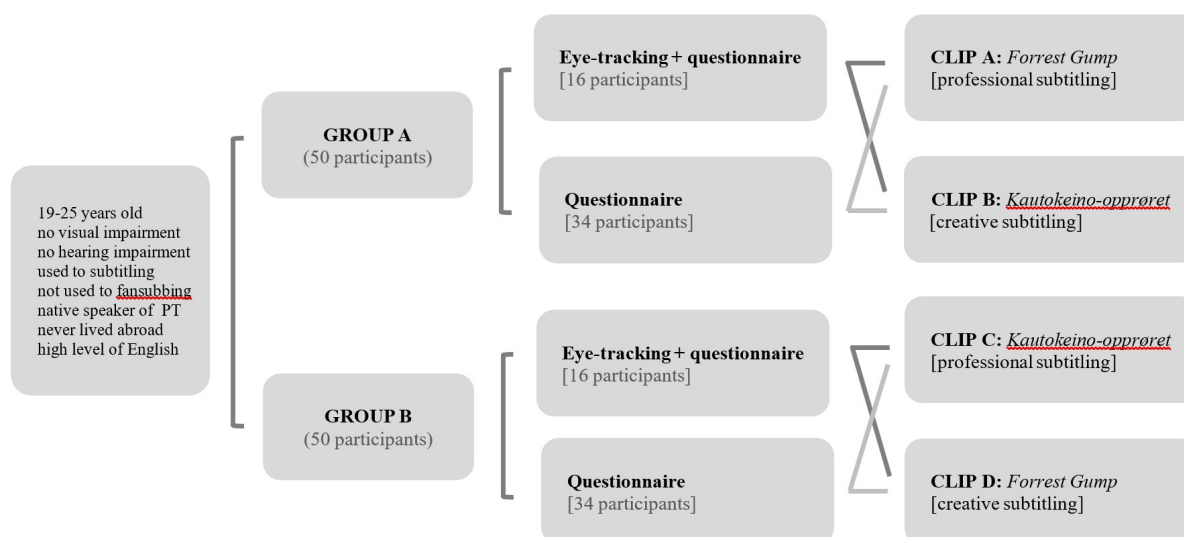 19-25 years old
no visual impairment
no hearing impairment
used to subtitling
not used to fansubbing
native speaker of PT
never lived abroad
high level of English
GROUP A
(50 participants)
Eye-tracking + questionnaire
[16 participants]
Questionnaire
[34 participants]
CLIP A: Forrest Gump
[professional subtitling]
CLIP B: Kautokeino-opprøret
[creative subtitling]
GROUP B
(50 participants)
Eye-tracking + questionnaire
[16 participants]
Questionnaire
[34 participants]
CLIP C: Kautokeino-opprøret
[professional subtitling]
CLIP D: Forrest Gump
[creative subtitling]